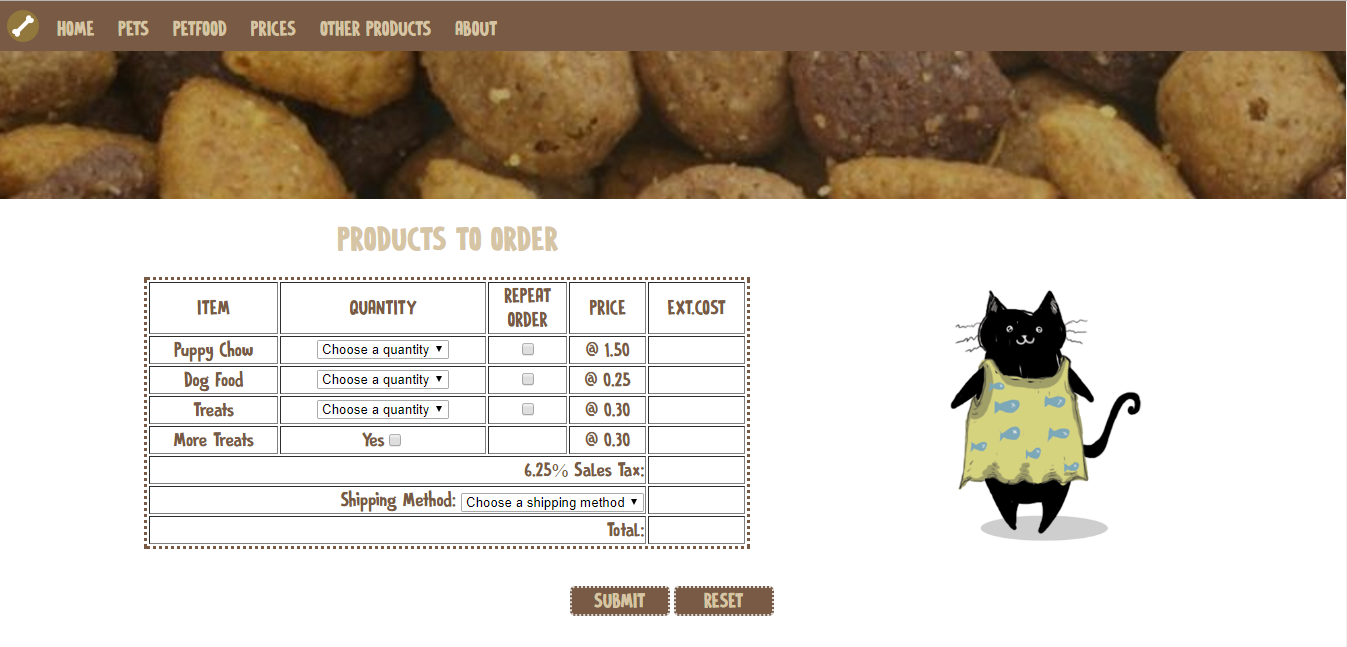 HOME PETS PETFOOD PRICES OTHER PRODUCTS ABOUT
PRODUCTS TO ORDER
ITEM QUANTITY REPEAT ORDER PRICE EXT.COST
Puppy Chow Choose a quantity @ 1.50
Dog Food Choose a quantity @ 0.25
Treats Choose a quantity @ 0.30
More Treats Yes @ 0.30
6.25% Sales Tax:
Shipping Method: Choose a shipping method
Total:
SUBMIT RESET